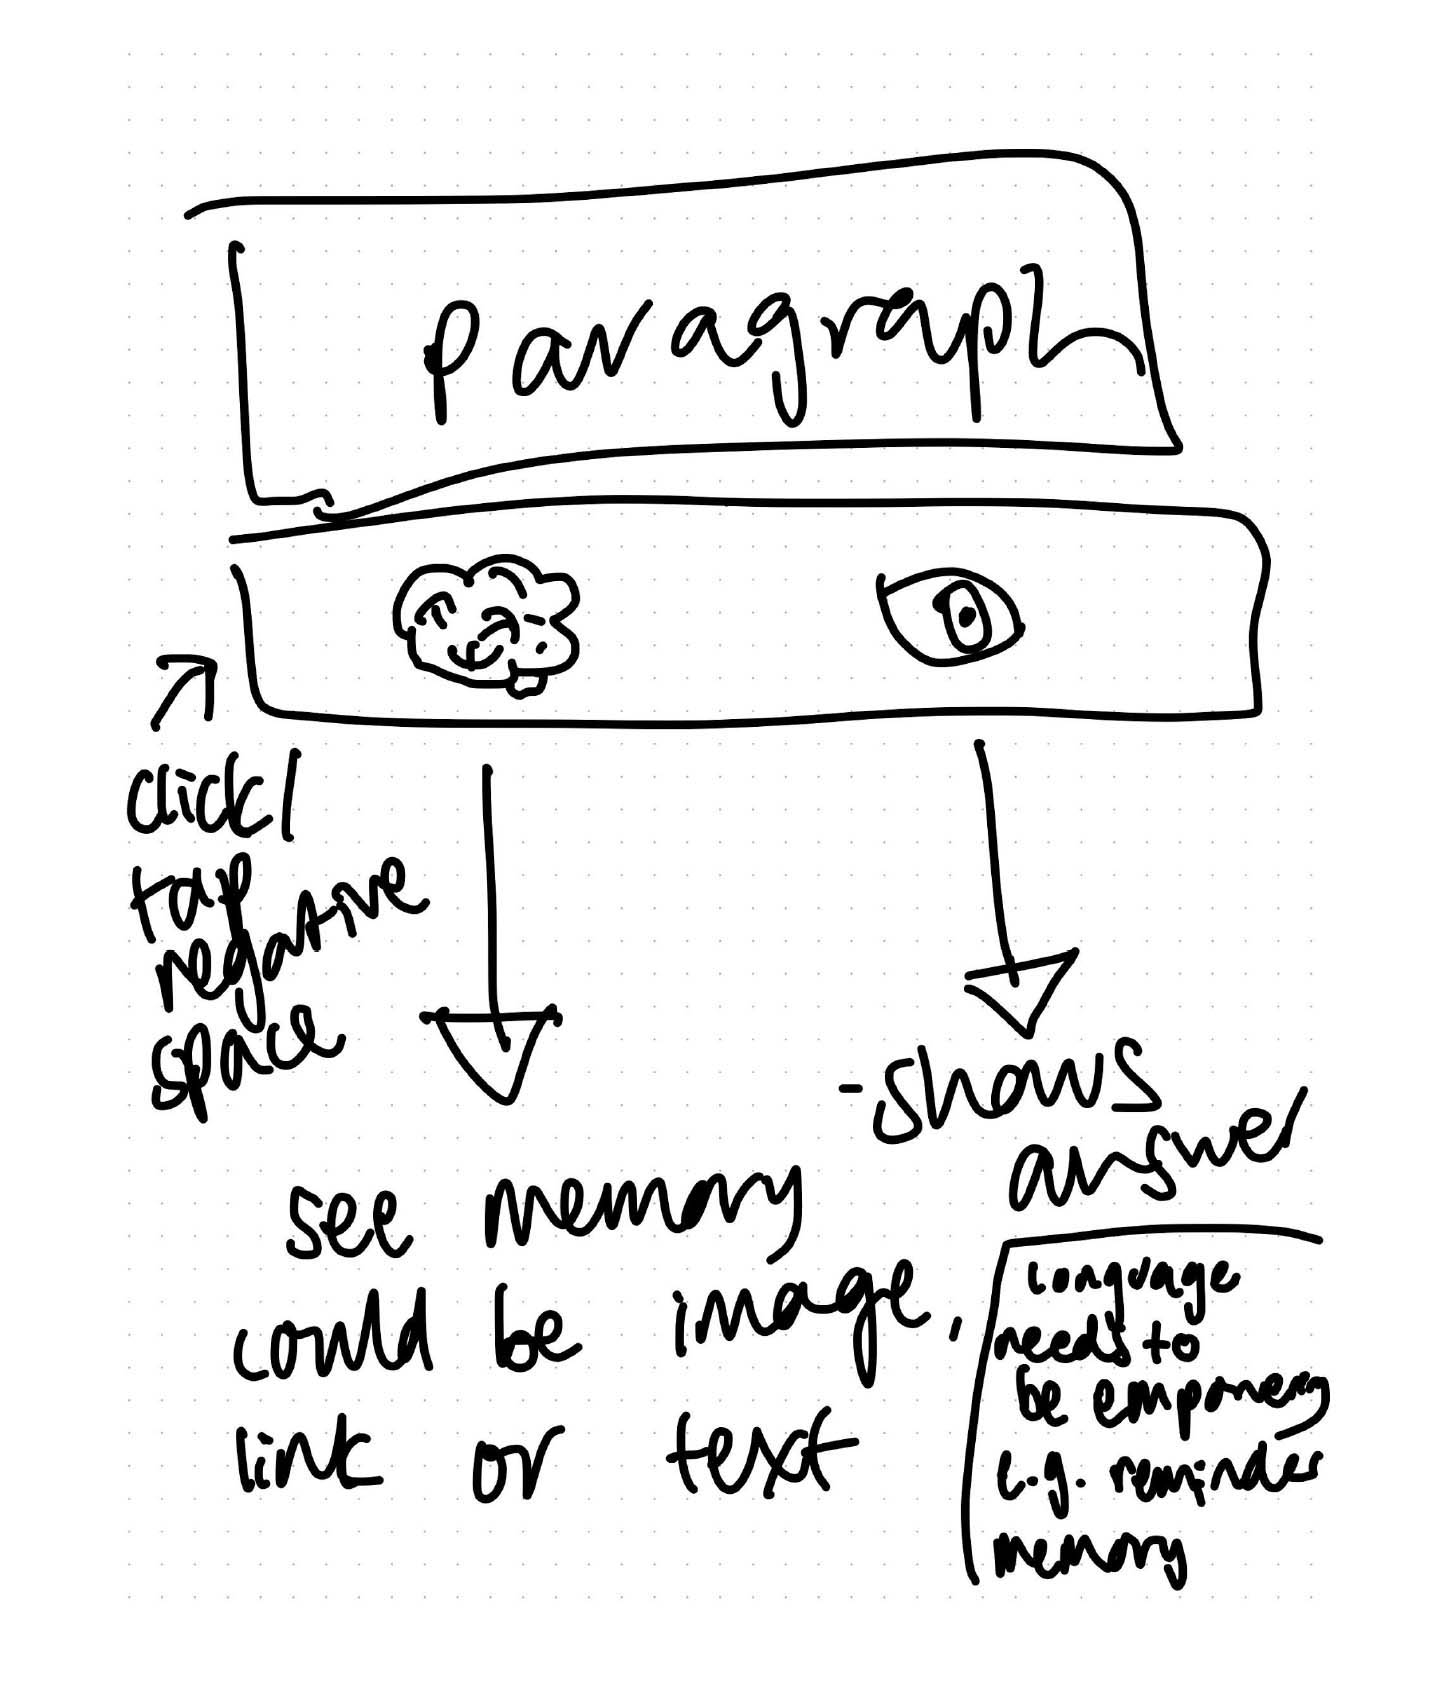 Paragraph
click/
tap
negative
space
see memory
could be image,
link or text
- shows
answer
Language
needs to
be
e.g. reminder
memory